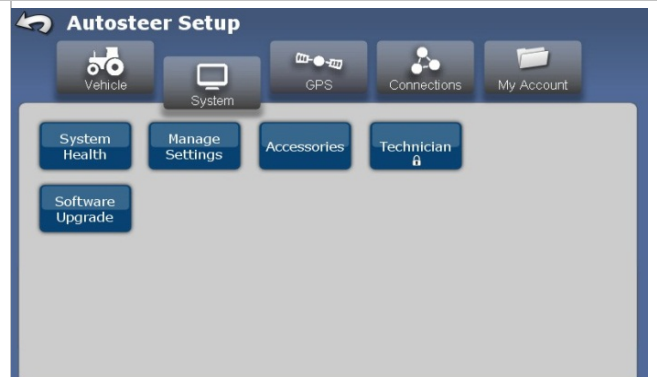 Autosteer Setup
Vehicle
System
GPS
Connections
My Account
System
Health
Manage
Settings
Accessories
Technician
Software
Upgrade